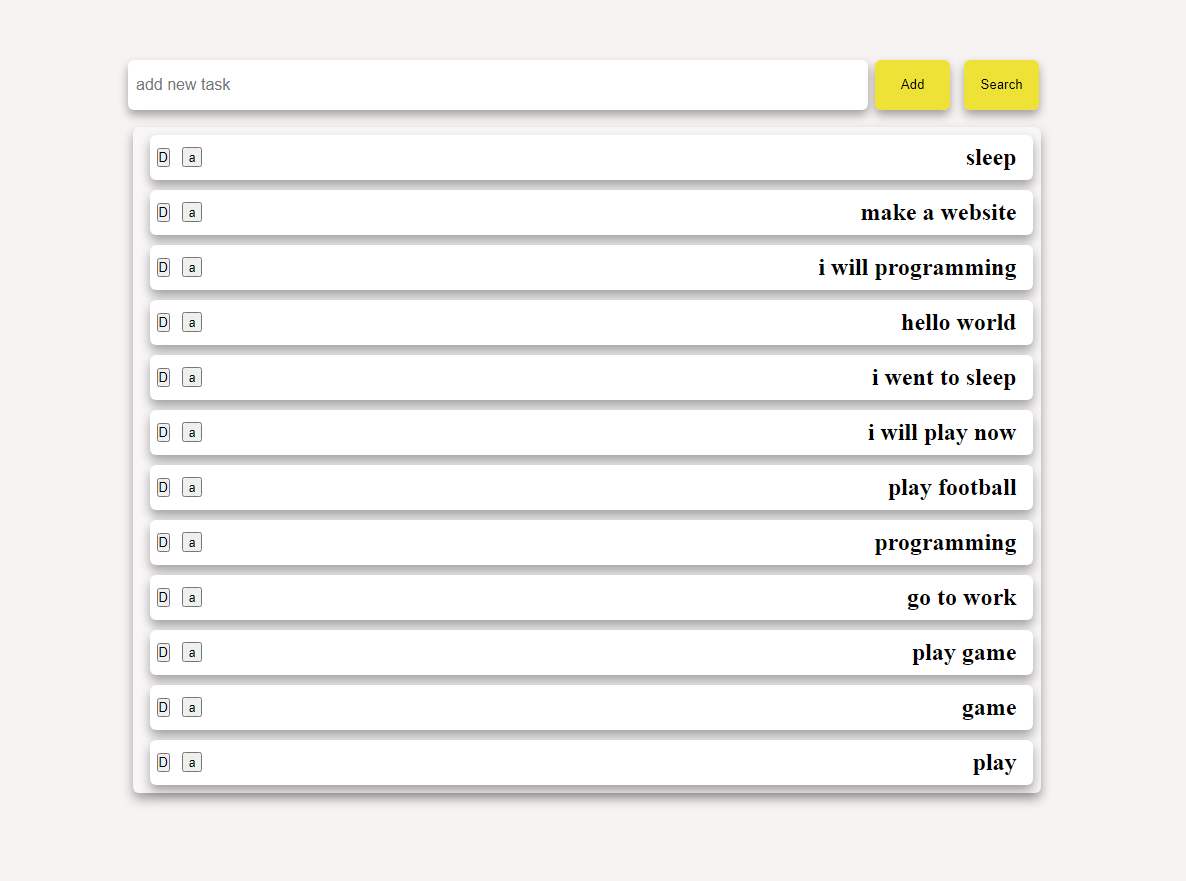 add new task Add Search
D a sleep
D a make a website
D a i will programming
D a hello world
D a i went to sleep
D a i will play now
D a play football
D a programming
D a go to work
D a play game
D a game
D a play